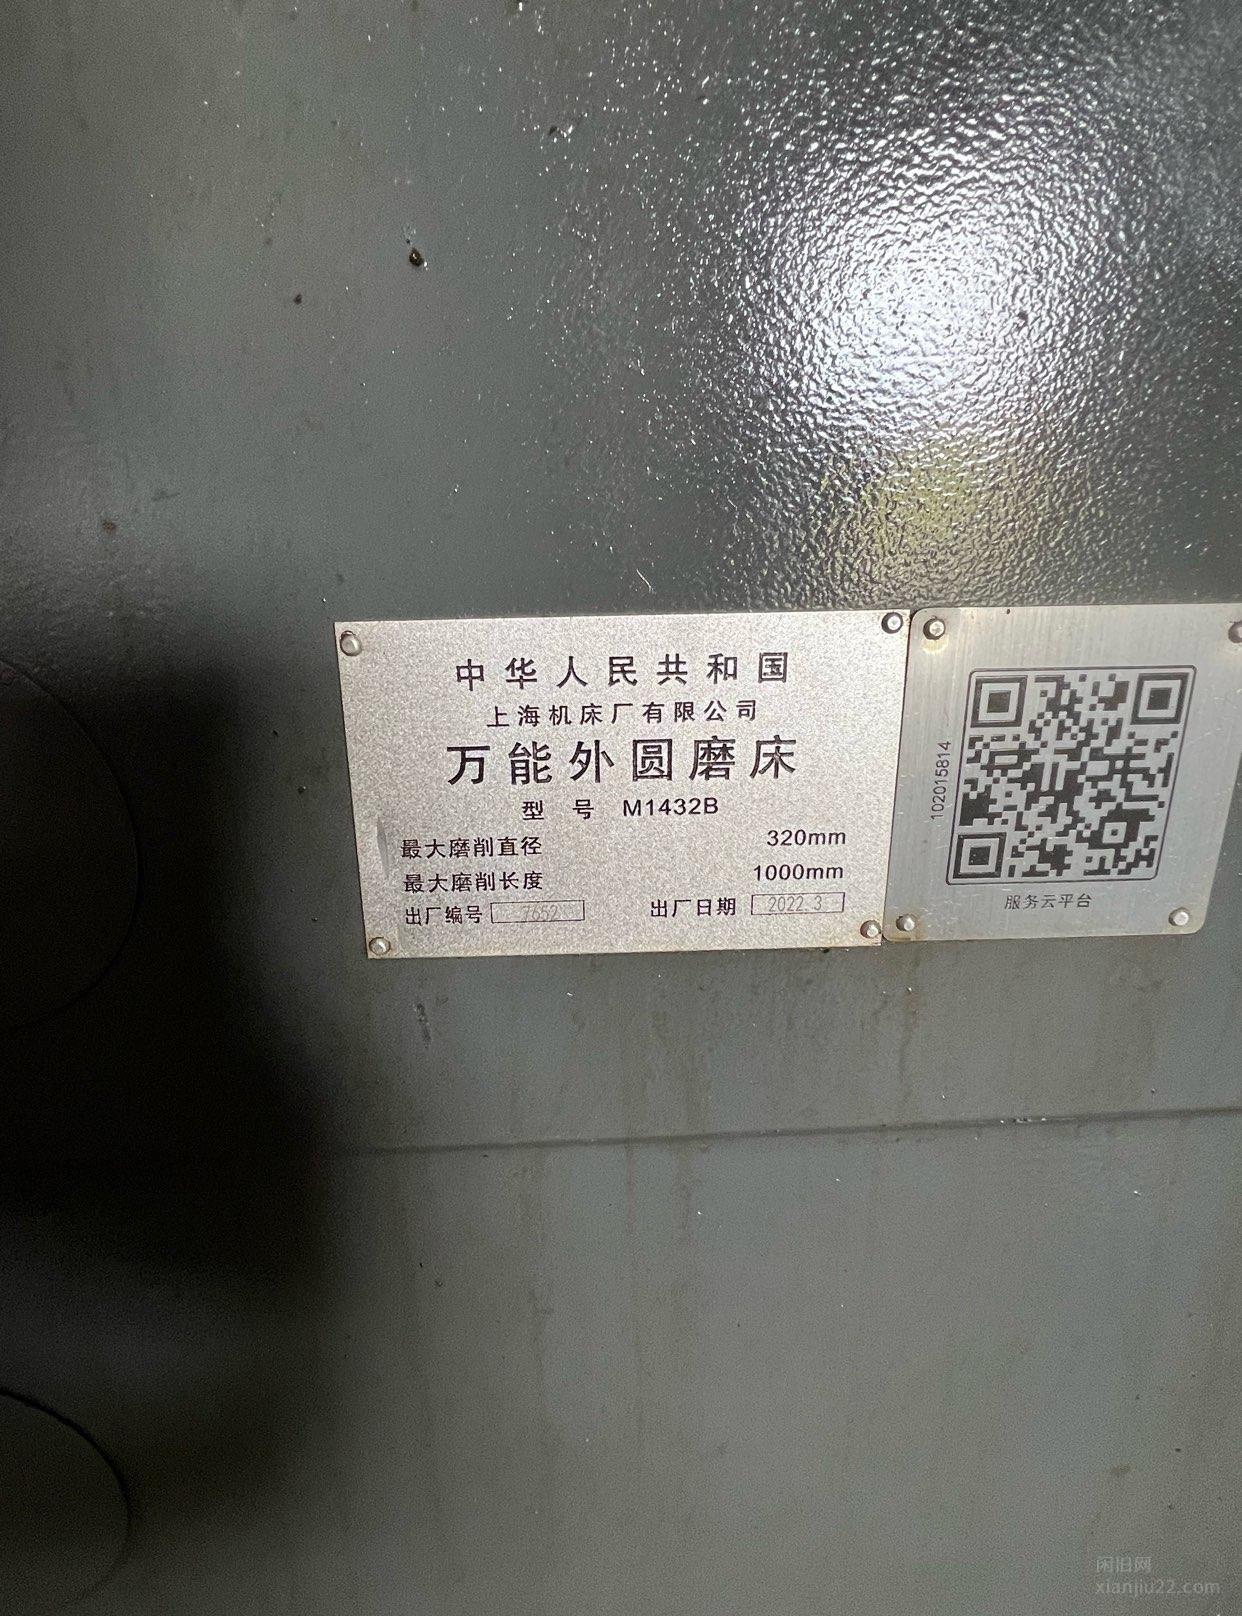 中华人民共和国
上海机床厂有限公司
万能外圆磨床
型 号 M1432B
最大磨削直径 320mm
最大磨削长度 1000mm
出厂编号 7652 出厂日期 2022.3
102015814
服务云平台
闲旧网
xianjiu22.com